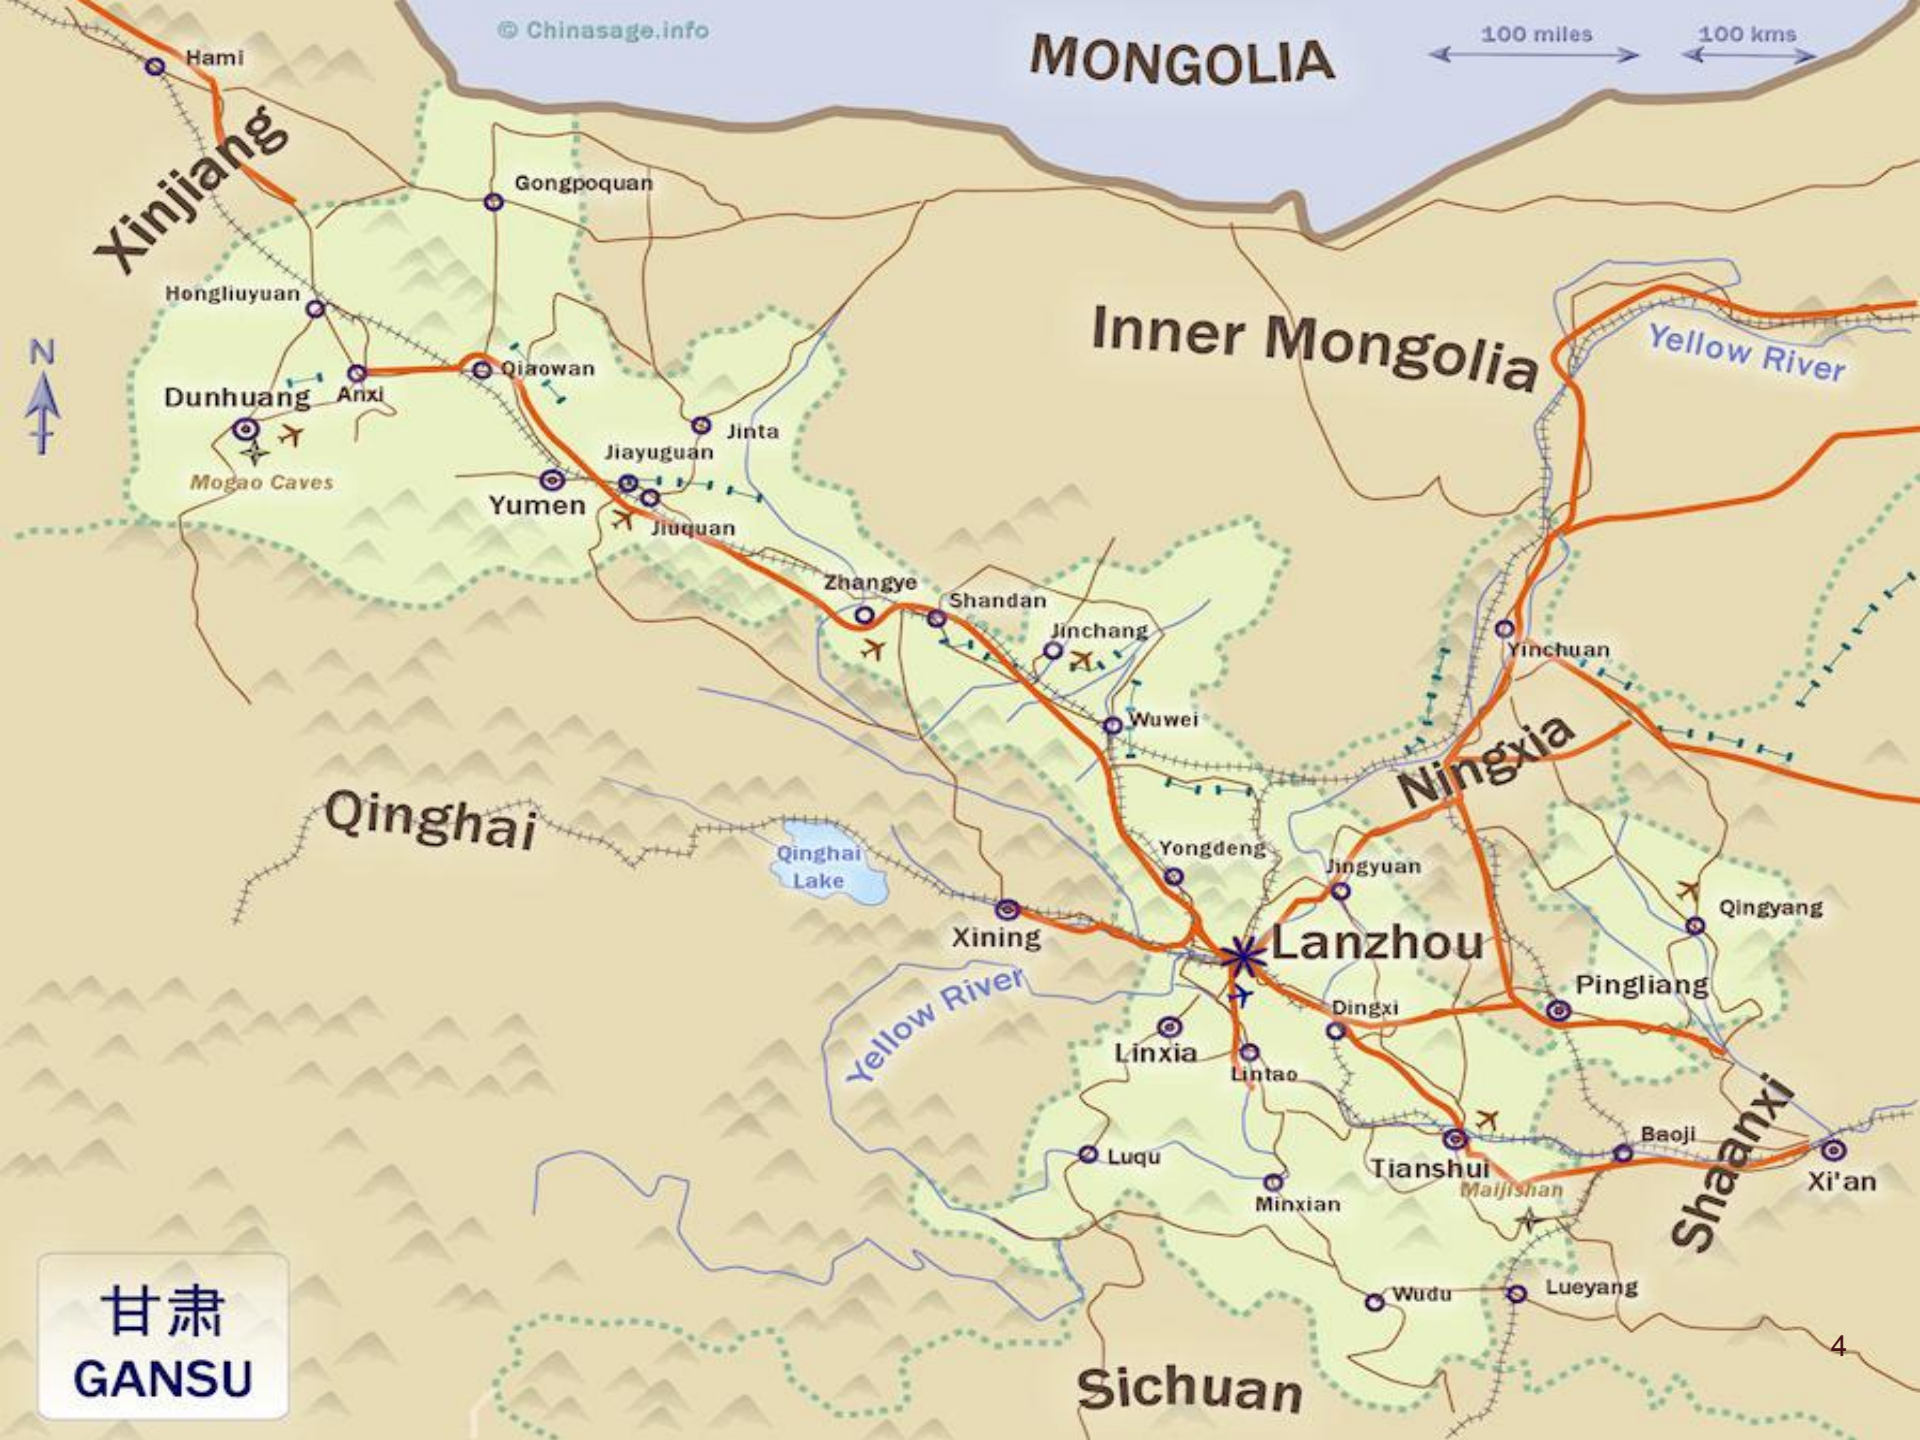 © Chinasage.info
MONGOLIA
100 miles
100 kms
Hami
Xinjiang
Gongpoquan
Hongliuyuan
Inner Mongolia
Yellow River
N
Qiaowan
Dunhuang
Anxi
Jinta
Jiayuguan
Mogao Caves
Yumen
Jiuquan
Zhangye
Shandan
Jinchang
Yinchuan
Wuwei
Ningxia
Qinghai
Qinghai
Lake
Yongdeng
Jingyuan
Qingyang
Xining
Lanzhou
Yellow River
Pingliang
Dingxi
Linxia
Lintao
Shaanxi
Baoji
Luqu
Tianshui
Maijishan
Xi'an
Minxian
Wudu
Lueyang
甘肃
GANSU
Sichuan
4